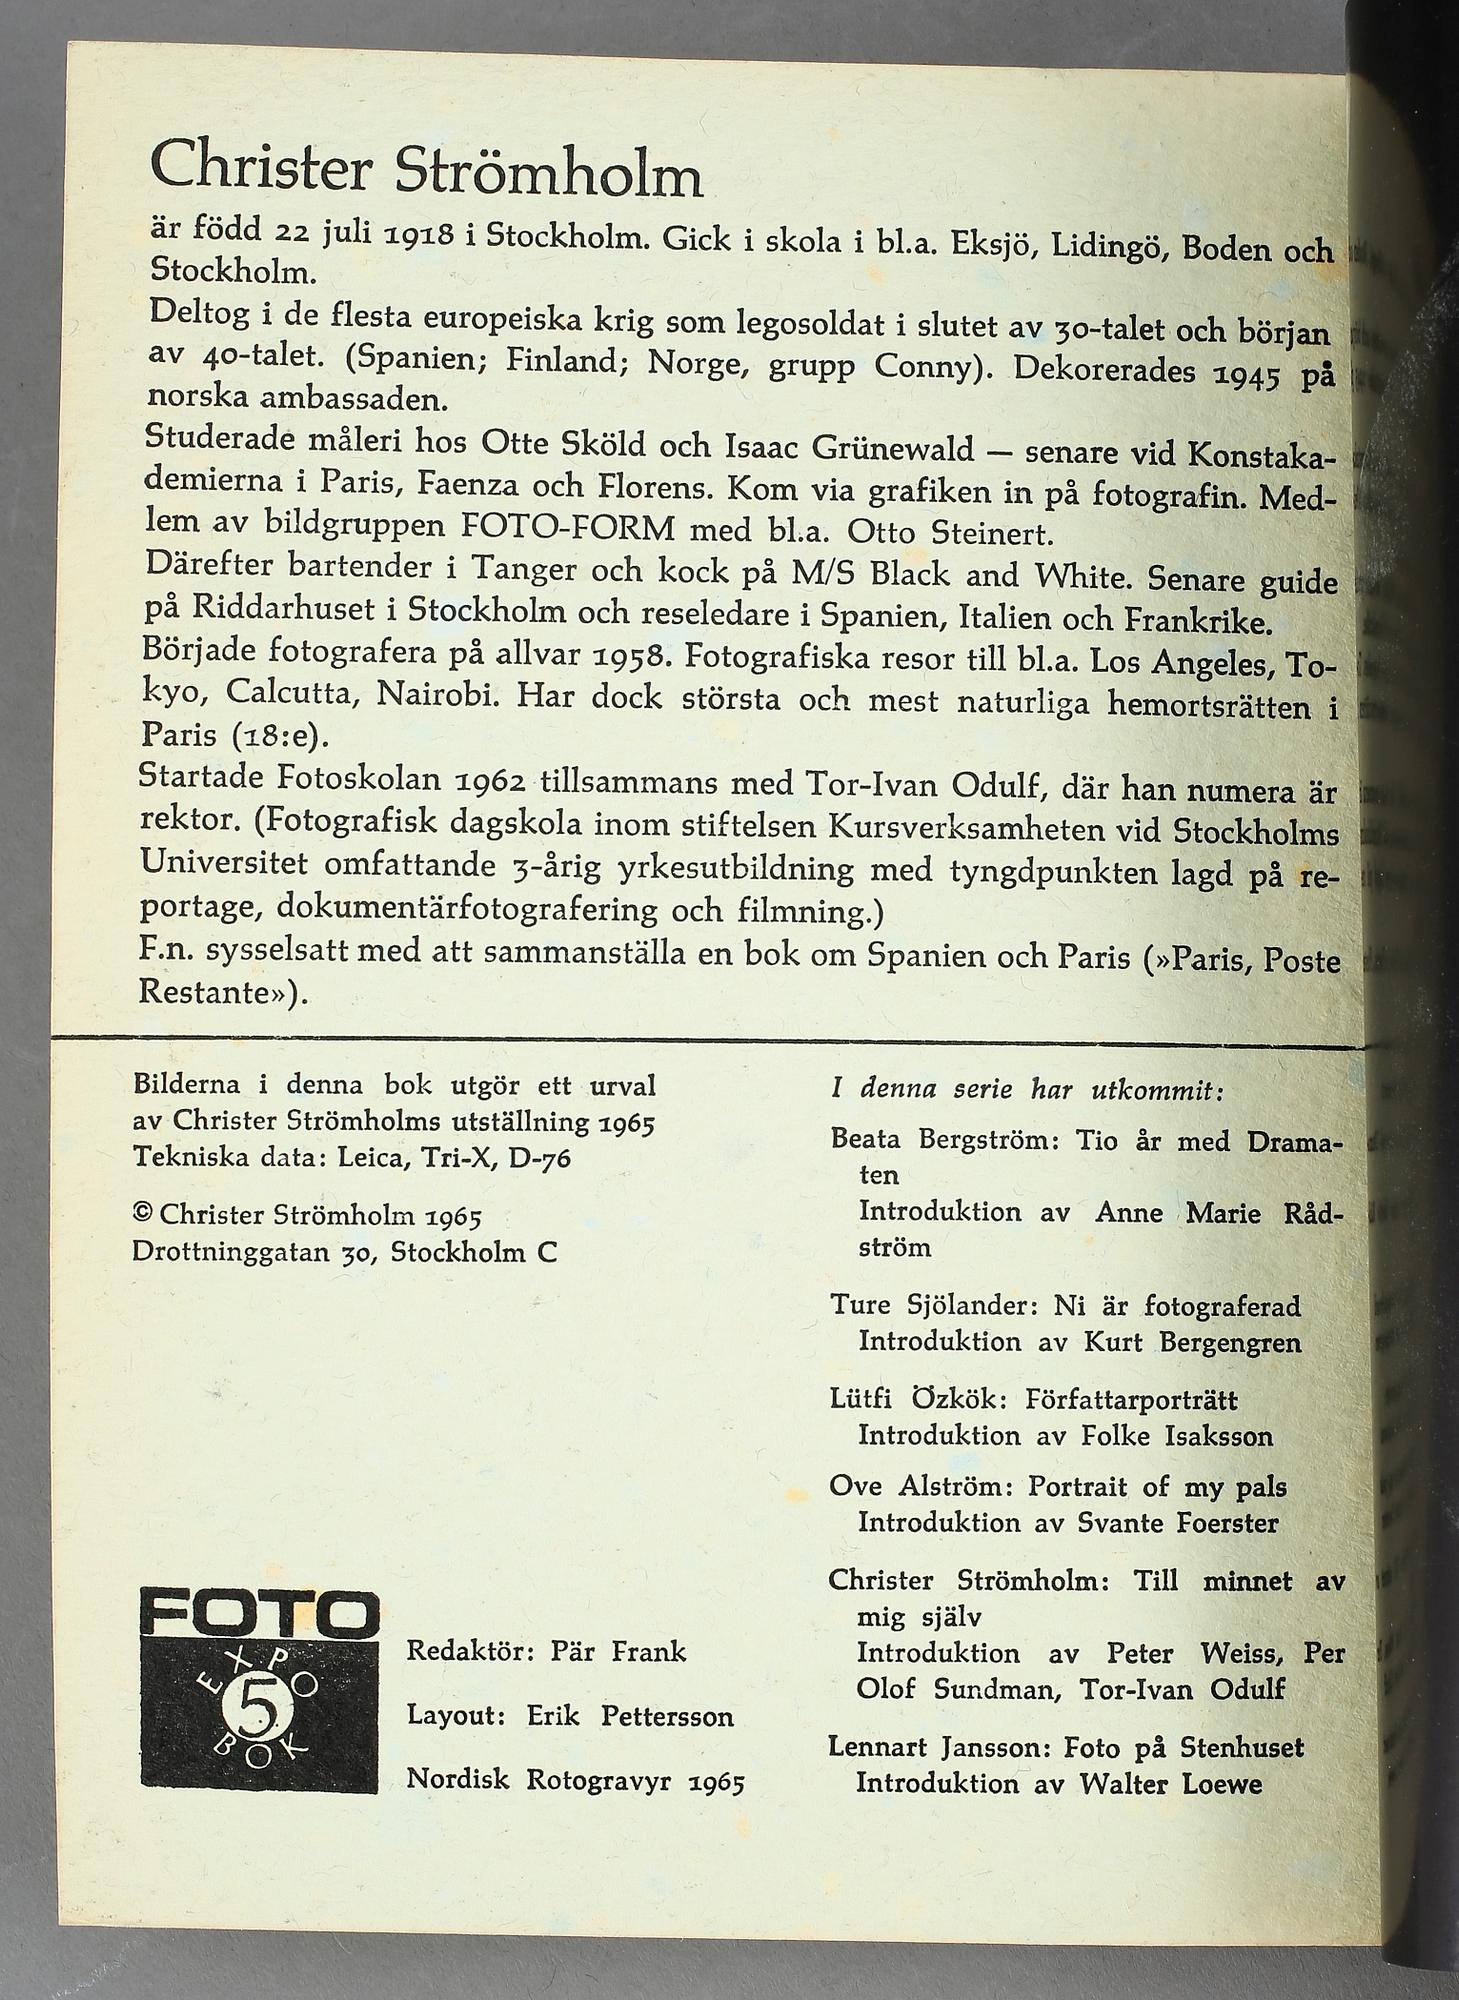 Christer Strömholm
är född 22 juli 1918 i Stockholm. Gick i skola i bl.a. Eksjö, Lidingö, Boden och
Stockholm.
Deltog i de flesta europeiska krig som legosoldat i slutet av 30-talet och början
av 40-talet. (Spanien; Finland; Norge, grupp Conny). Dekorerades 1945 på
norska ambassaden.
Studerade måleri hos Otte Sköld och Isaac Grünewald — senare vid Konstaka-
demierna i Paris, Faenza och Florens. Kom via grafiken in på fotografin. Med-
lem av bildgruppen FOTO-FORM med bl.a. Otto Steinert.
Därefter bartender i Tanger och kock på M/S Black and White. Senare guide
på Riddarhuset i Stockholm och reseledare i Spanien, Italien och Frankrike.
Började fotografera på allvar 1958. Fotografiska resor till bl.a. Los Angeles, To-
kyo, Calcutta, Nairobi. Har dock största och mest naturliga hemortsrätten i
Paris (18:e).
Startade Fotoskolan 1962 tillsammans med Tor-Ivan Odulf, där han numera är
rektor. (Fotografisk dagskola inom stiftelsen Kursverksamheten vid Stockholms
Universitet omfattande 3-årig yrkesutbildning med tyngdpunkten lagd på re-
portage, dokumentärfotografering och filmning.)
F.n. sysselsatt med att sammanställa en bok om Spanien och Paris (»Paris, Poste
Restante»).
Bilderna i denna bok utgör ett urval
av Christer Strömholms utställning 1965
Tekniska data: Leica, Tri-X, D-76
© Christer Strömholm 1965
Drottninggatan 30, Stockholm C
FOTO
EXPO
5
BOK
Redaktör: Pär Frank
Layout: Erik Pettersson
Nordisk Rotogravyr 1965
I denna serie har utkommit:
Beata Bergström: Tio år med Drama-
ten
Introduktion av Anne Marie Råd-
ström
Ture Sjölander: Ni är fotograferad
Introduktion av Kurt Bergengren
Lütfi Özkök: Författarporträtt
Introduktion av Folke Isaksson
Ove Alström: Portrait of my pals
Introduktion av Svante Foerster
Christer Strömholm: Till minnet av
mig själv
Introduktion av Peter Weiss, Per
Olof Sundman, Tor-Ivan Odulf
Lennart Jansson: Foto på Stenhuset
Introduktion av Walter Loewe